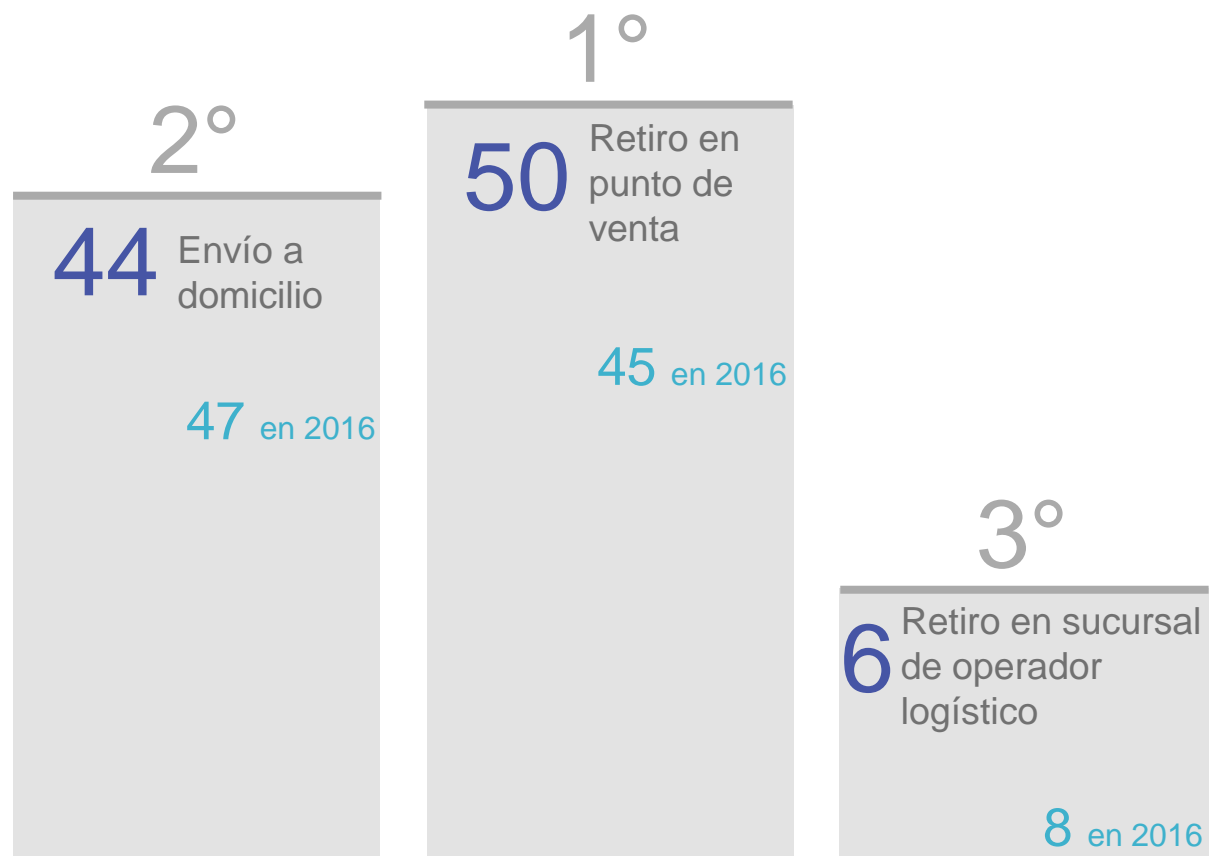 2°
44
Envío a
domicilio
47 en 2016
1°
50
Retiro en
punto de
venta
45 en 2016
3°
6
Retiro en sucursal
de operador
logístico
8 en 2016